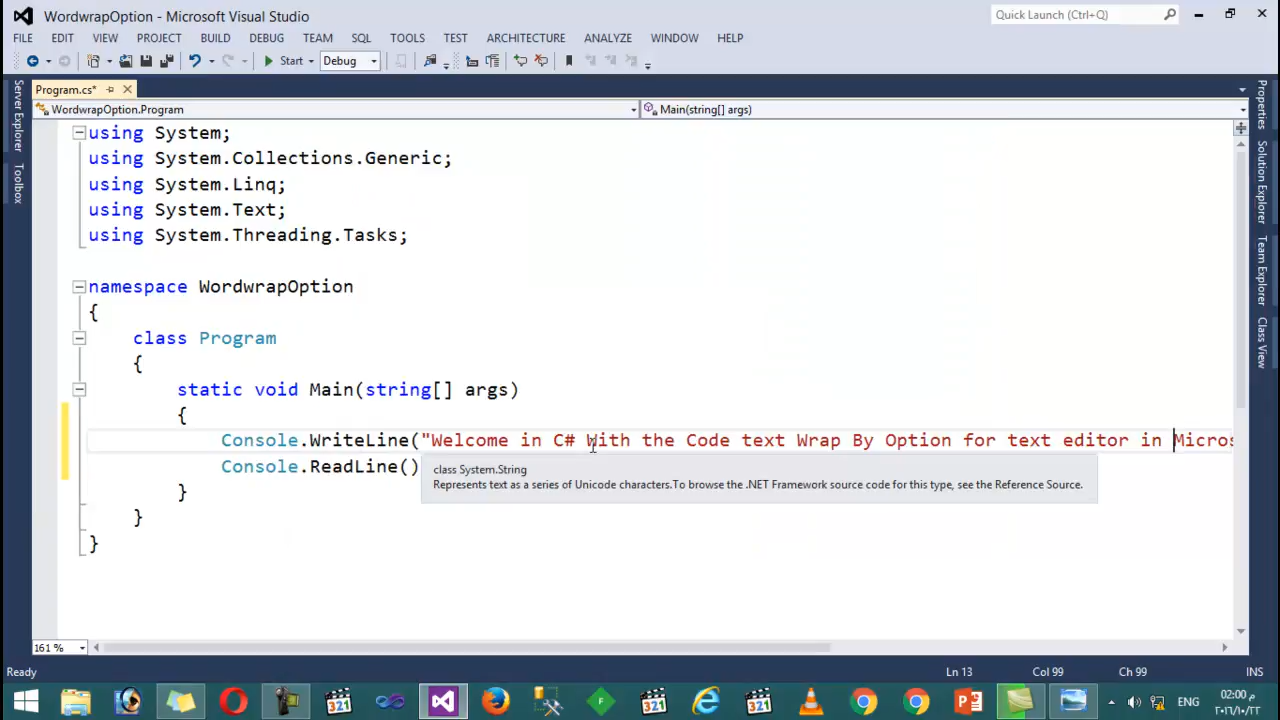 WordwrapOption - Microsoft Visual Studio
Quick Launch (Ctrl+Q)
FILE EDIT VIEW PROJECT BUILD DEBUG TEAM SQL TOOLS TEST ARCHITECTURE ANALYZE WINDOW HELP
Start Debug
Program.cs*
WordwrapOption.Program Main(string[] args)
Server Explorer
Toolbox
Properties
Solution Explorer
Team Explorer
Class View
using System;
using System.Collections.Generic;
using System.Linq;
using System.Text;
using System.Threading.Tasks;
namespace WordwrapOption
{
class Program
{
static void Main(string[] args)
{
Console.WriteLine("Welcome in C# With the Code text Wrap By Option for text editor in Micros
Console.ReadLine()
class System.String
Represents text as a series of Unicode characters.To browse the .NET Framework source code for this type, see the Reference Source.
}
}
}
161 %
Ready Ln 13 Col 99 Ch 99 INS
321 321 321 ENG 02:00 م
٢٠١٦/١٠/٢٢